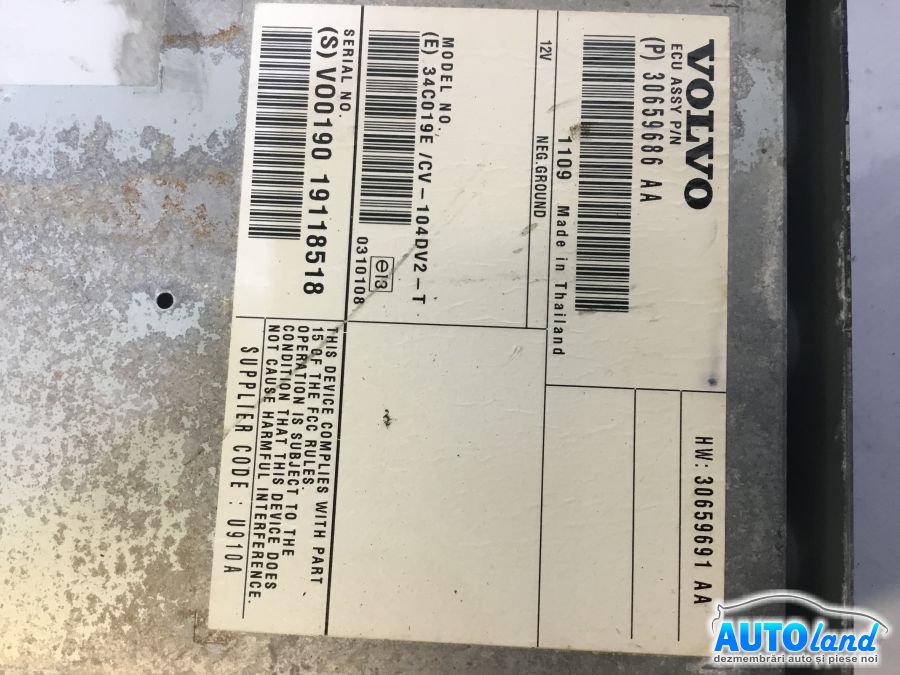 VOLVO
ECU ASSY P/N
(P) 30659686 AA
HW: 30659691 AA
1109 Made in Thailand
12V NEG.GROUND
MODEL NO.
(E) 34C019E /CV-104DV2-T
e13
0310108
SERIAL NO.
(S) V00190 19118518
THIS DEVICE COMPLIES WITH PART
15 OF THE FCC RULES.
OPERATION IS SUBJECT TO THE
CONDITION THAT THIS DEVICE DOES
NOT CAUSE HARMFUL INTERFERENCE.
SUPPLIER CODE : U910A
AUTOland
dezmembrări auto și piese noi